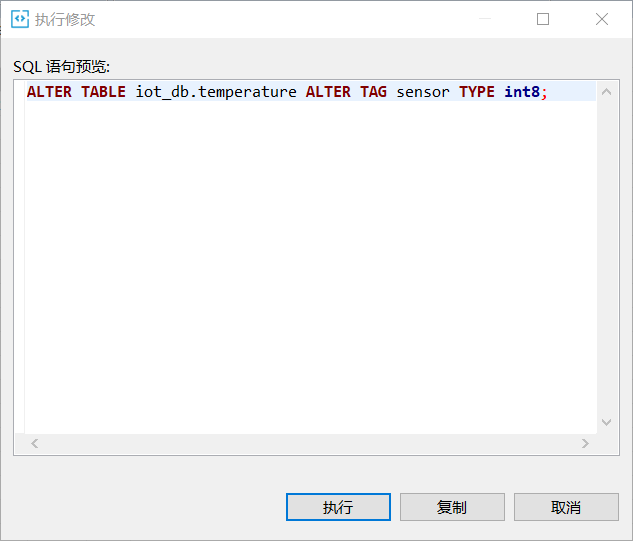 执行修改
SQL 语句预览:
ALTER TABLE iot_db.temperature ALTER TAG sensor TYPE int8;
执行
复制
取消